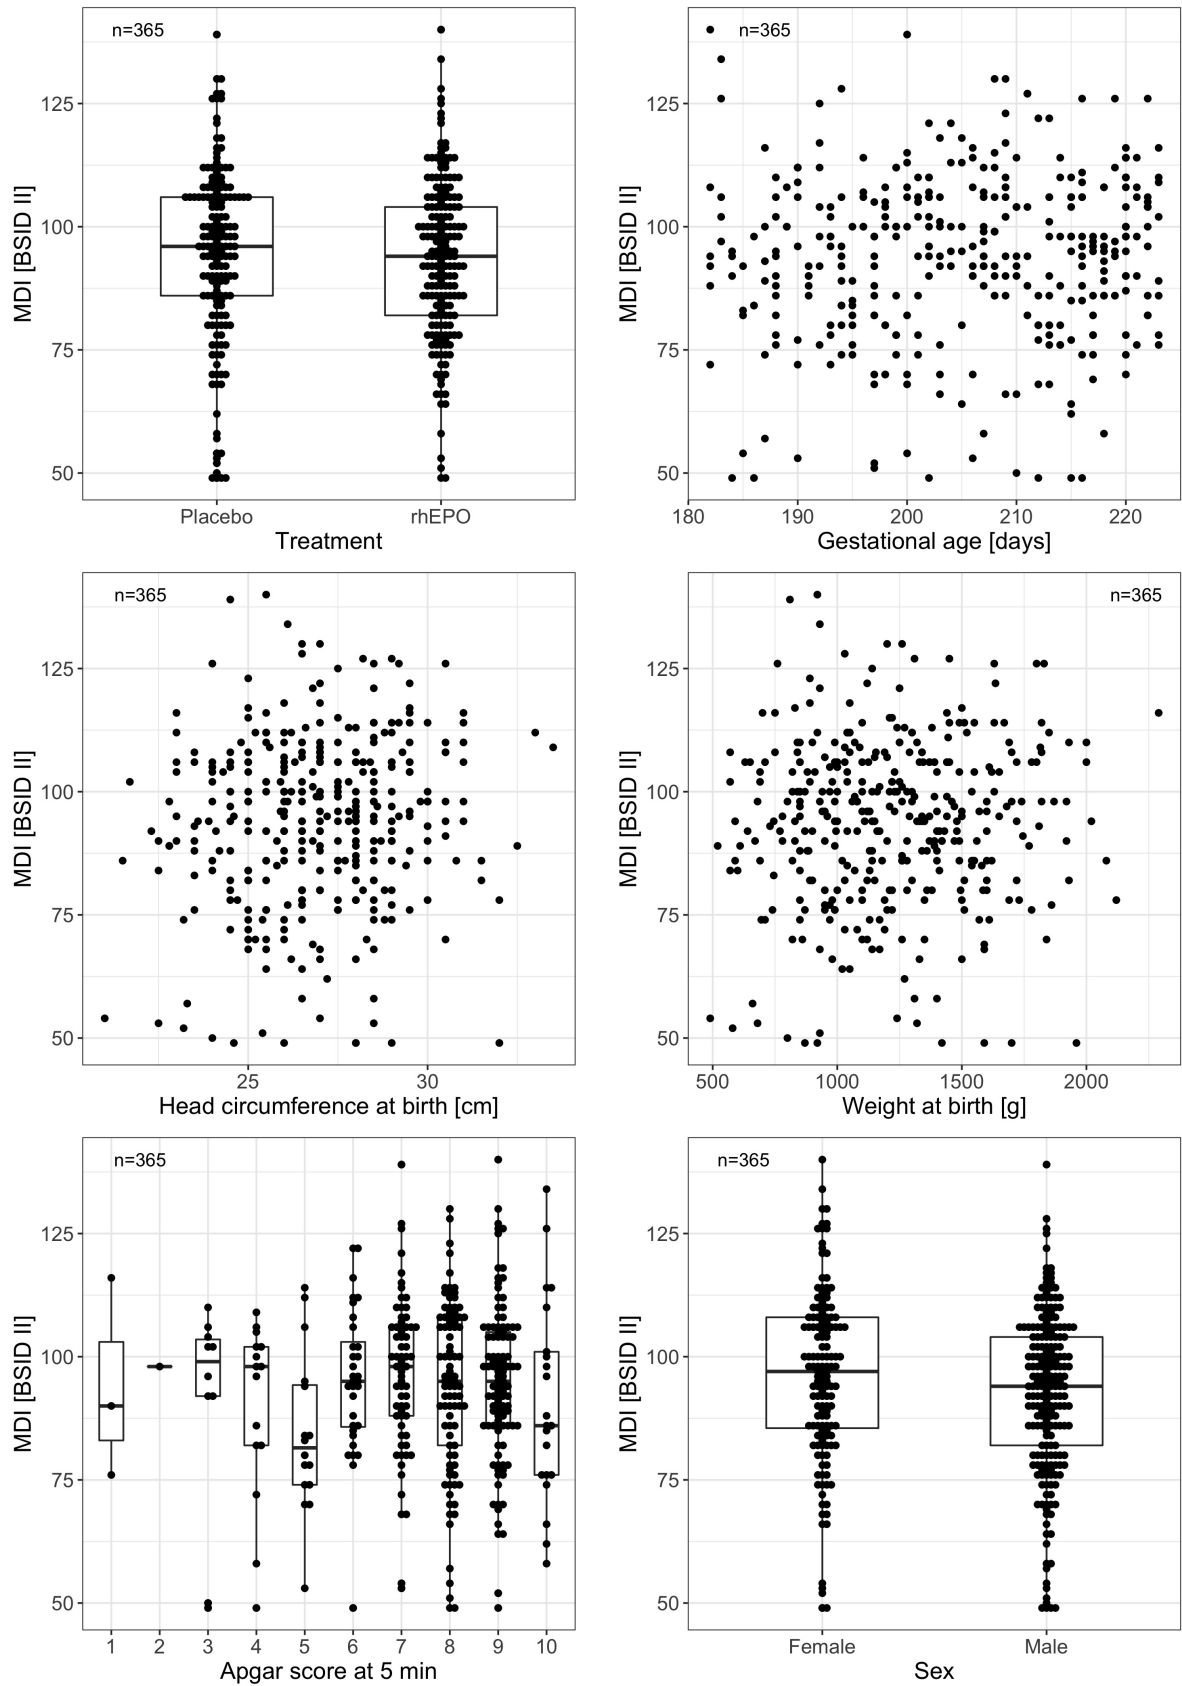 n=365
125
100
75
50
MDI [BSID II]
Placebo rhEPO
Treatment
n=365
125
100
75
50
MDI [BSID II]
180 190 200 210 220
Gestational age [days]
n=365
125
100
75
50
MDI [BSID II]
25 30
Head circumference at birth [cm]
n=365
125
100
75
50
MDI [BSID II]
500 1000 1500 2000
Weight at birth [g]
n=365
125
100
75
50
MDI [BSID II]
1 2 3 4 5 6 7 8 9 10
Apgar score at 5 min
n=365
125
100
75
50
MDI [BSID II]
Female Male
Sex